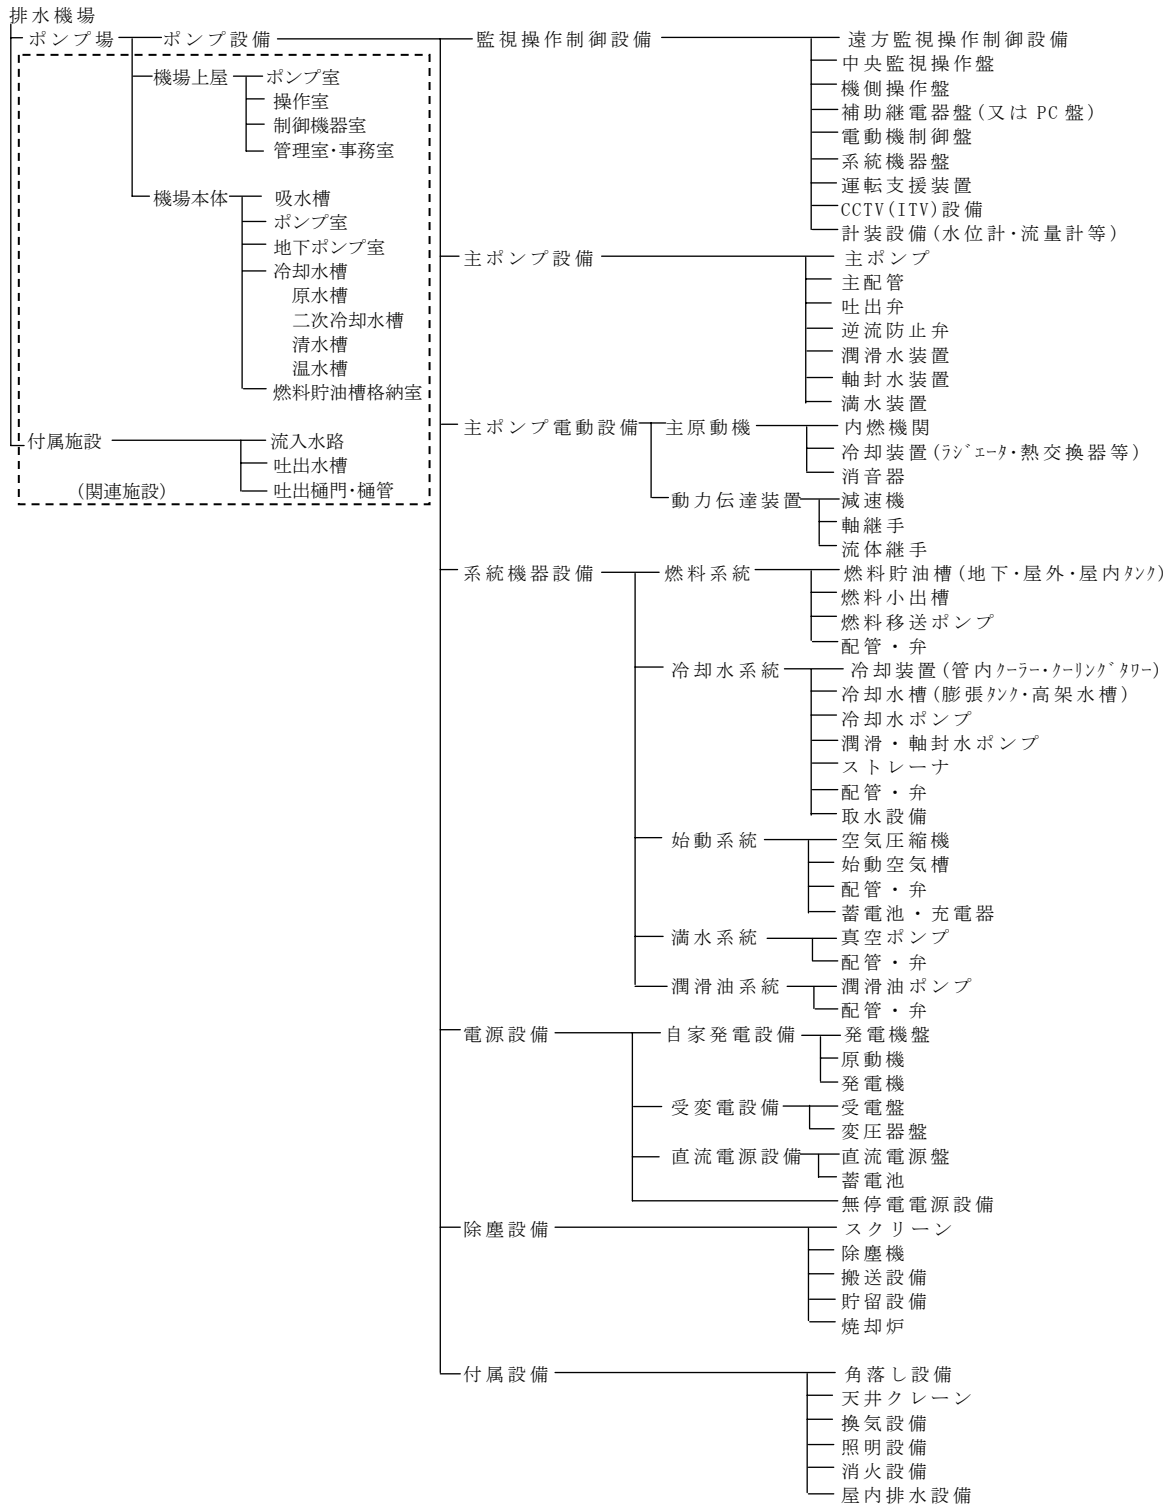 排水機場
ポンプ場 ポンプ設備 監視操作制御設備 遠方監視操作制御設備
中央監視操作盤
機場上屋 ポンプ室
機側操作盤
操作室
補助継電器盤(又は PC 盤)
制御機器室
電動機制御盤
管理室･事務室
系統機器盤
運転支援装置
機場本体 吸水槽
CCTV(ITV)設備
ポンプ室
計装設備(水位計･流量計等)
地下ポンプ室
主ポンプ設備 主ポンプ
冷却水槽
主配管
原水槽
吐出弁
二次冷却水槽
逆流防止弁
清水槽
潤滑水装置
温水槽
軸封水装置
燃料貯油槽格納室
満水装置
主ポンプ電動設備 主原動機 内燃機関
付属施設 流入水路
冷却装置(ﾗｼﾞｴｰﾀ･熱交換器等)
吐出水槽
消音器
(関連施設) 吐出樋門･樋管
動力伝達装置 減速機
軸継手
流体継手
系統機器設備 燃料系統 燃料貯油槽(地下･屋外･屋内ﾀﾝｸ)
燃料小出槽
燃料移送ポンプ
配管・弁
冷却水系統 冷却装置(管内ｸｰﾗｰ･ｸｰﾘﾝｸﾞﾀﾜｰ)
冷却水槽(膨張ﾀﾝｸ･高架水槽)
冷却水ポンプ
潤滑・軸封水ポンプ
ストレーナ
配管・弁
取水設備
始動系統 空気圧縮機
始動空気槽
配管・弁
蓄電池・充電器
満水系統 真空ポンプ
配管・弁
潤滑油系統 潤滑油ポンプ
配管・弁
電源設備 自家発電設備 発電機盤
原動機
発電機
受変電設備 受電盤
変圧器盤
直流電源設備 直流電源盤
蓄電池
無停電電源設備
除塵設備 スクリーン
除塵機
搬送設備
貯留設備
焼却炉
付属設備 角落し設備
天井クレーン
換気設備
照明設備
消火設備
屋内排水設備